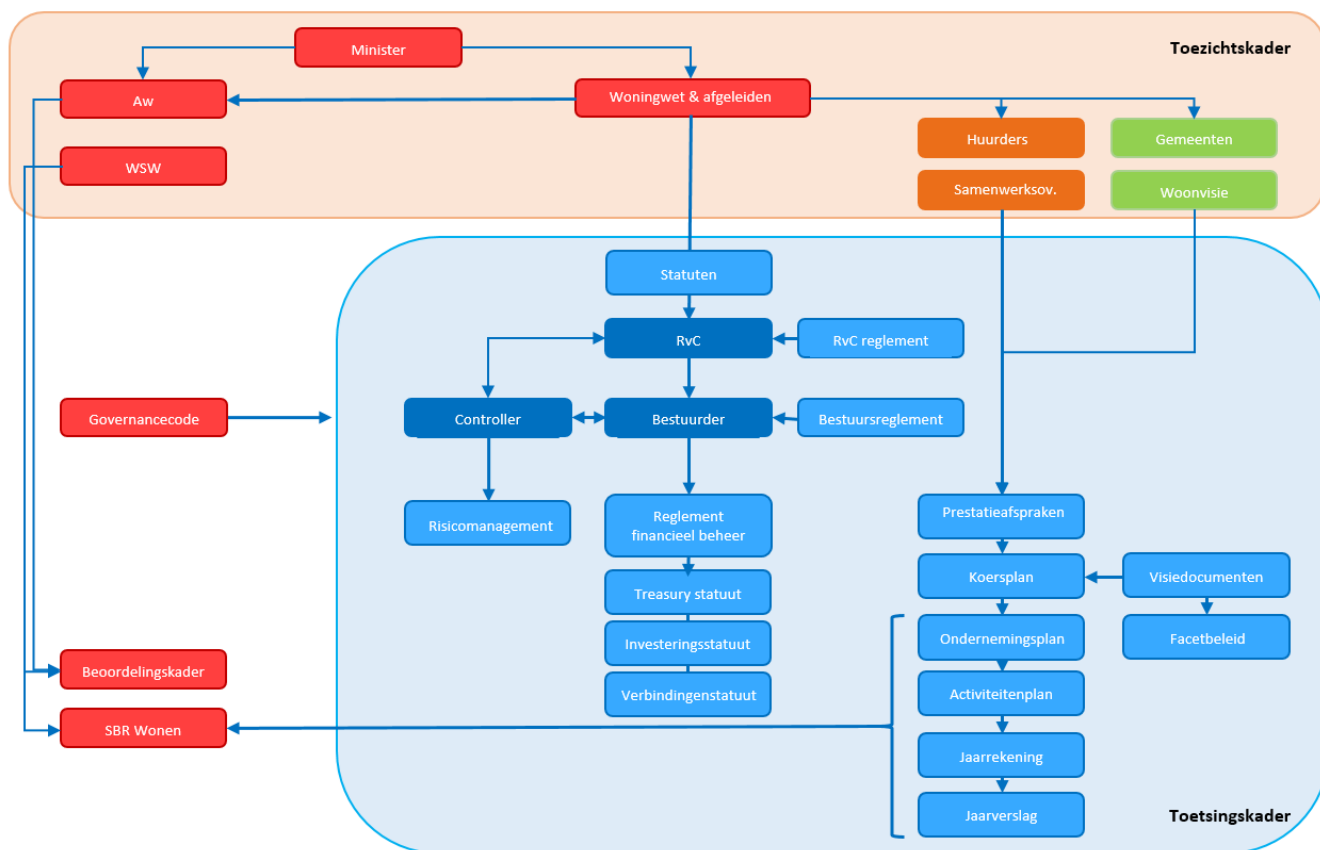 Minister
Toezichtskader
Aw
Woningwet & afgeleiden
Huurders
Gemeenten
WSW
Samenwerksov.
Woonvisie
Statuten
RvC
RvC reglement
Governancecode
Controller
Bestuurder
Bestuursreglement
Risicomanagement
Reglement
financieel beheer
Prestatieafspraken
Treasury statuut
Koersplan
Visiedocumenten
Investeringsstatuut
Ondernemingsplan
Facetbeleid
Beoordelingskader
Verbindingenstatuut
Activiteitenplan
SBR Wonen
Jaarrekening
Jaarverslag
Toetsingskader